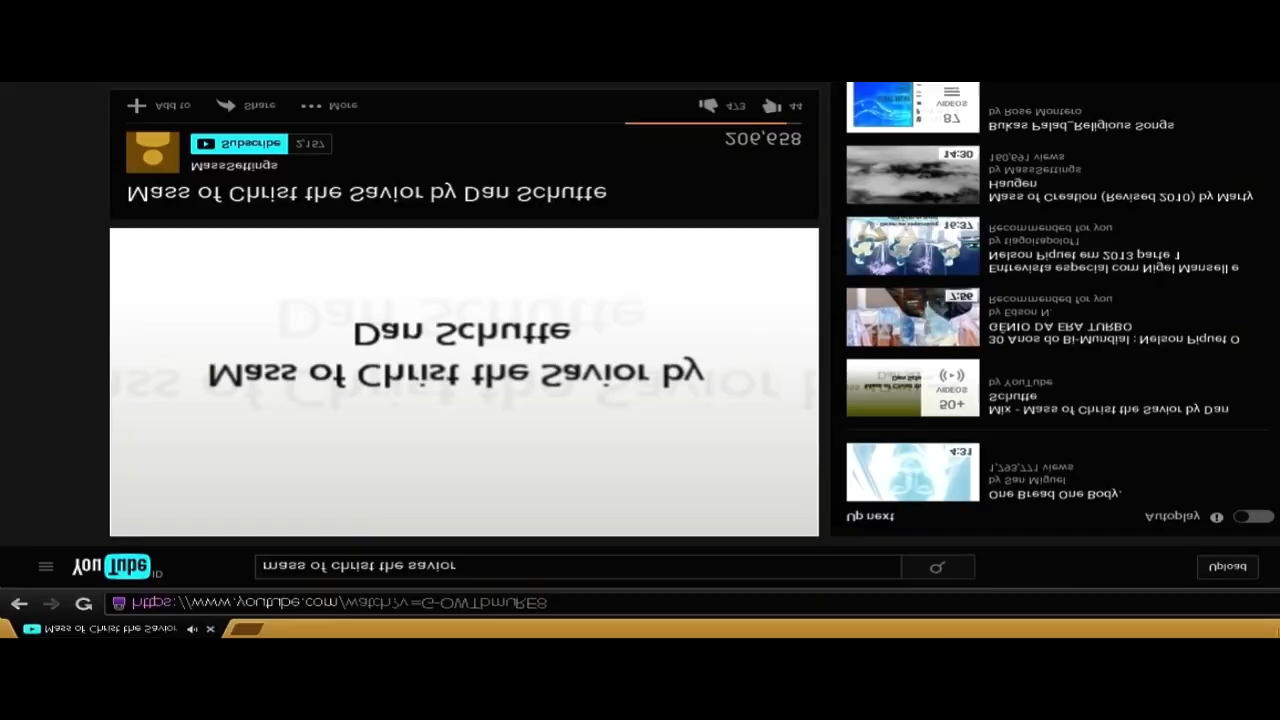 Mass of Christ the Savior
https://www.youtube.com/watch?v=G-OWTbmuRE8
YouTube ID
mass of christ the savior
Upload
Mass of Christ the Savior by
Dan Schutte
Mass of Christ the Savior by Dan Schutte
MassSettings
Subscribe 2,157
206,658
Add to Share More
473 44
Up next
Autoplay
4:31
One Bread One Body.
by San Miguel
1,793,771 views
50+
VIDEOS
Mix - Mass of Christ the Savior by Dan
Schutte
by YouTube
7:56
30 Anos do Bi-Mundial : Nelson Piquet O
GÊNIO DA ERA TURBO
by Edson N.
Recommended for you
16:37
Entrevista especial com Nigel Mansell e
Nelson Piquet em 2013 parte 1
by tiagoitapolof1
Recommended for you
14:30
Mass of Creation (Revised 2010) by Marty
Haugen
by MassSettings
160,691 views
87
VIDEOS
Bukas Palad_Religious Songs
by Rose Montero